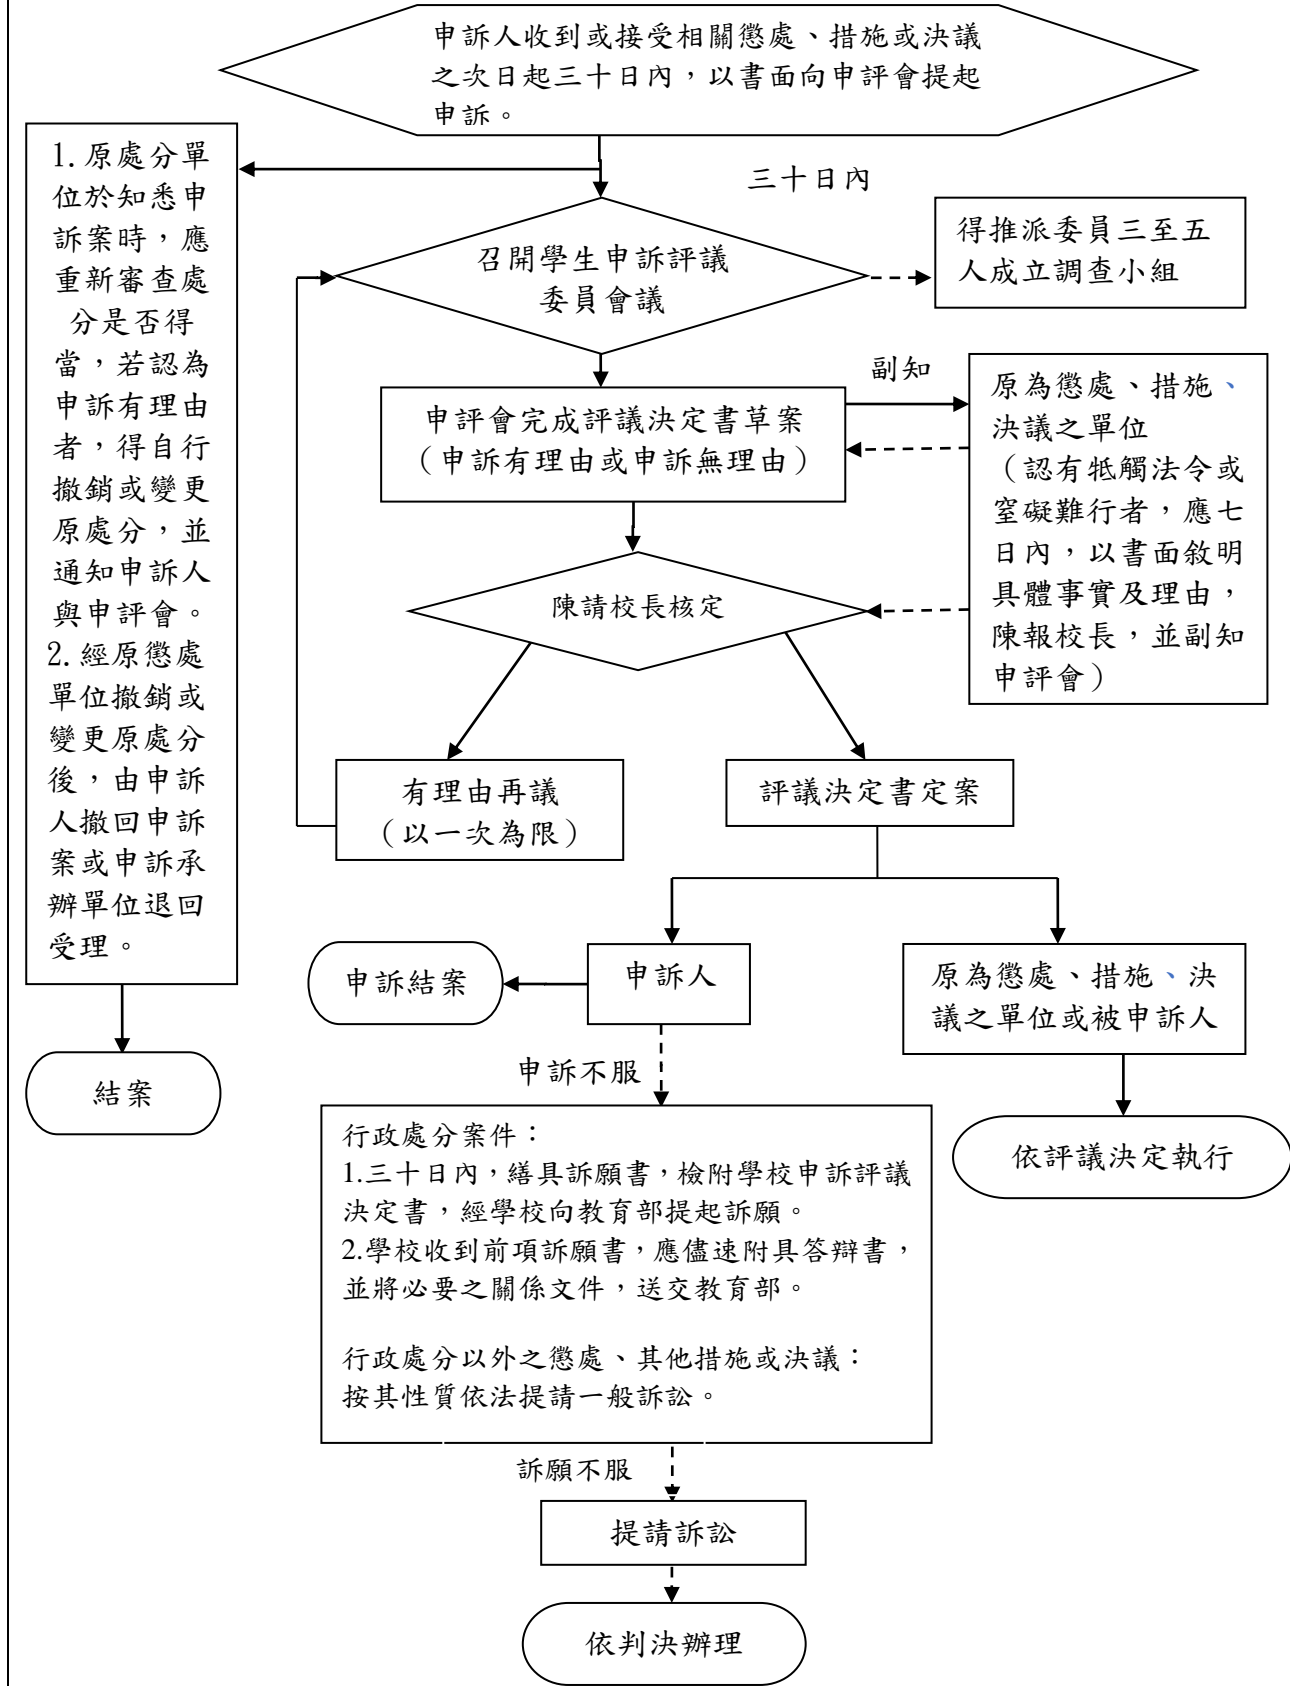 申訴人收到或接受相關懲處、措施或決議
之次日起三十日內，以書面向申評會提起
申訴。
1.原處分單
位於知悉申
訴案時，應
重新審查處
分是否得
當，若認為
申訴有理由
者，得自行
撤銷或變更
原處分，並
通知申訴人
與申評會。
2.經原懲處
單位撤銷或
變更原處分
後，由申訴
人撤回申訴
案或申訴承
辦單位退回
受理。
結案
三十日內
召開學生申訴評議
委員會議
得推派委員三至五
人成立調查小組
申評會完成評議決定書草案
（申訴有理由或申訴無理由）
副知
原為懲處、措施、
決議之單位
（認有牴觸法令或
窒礙難行者，應七
日內，以書面敘明
具體事實及理由，
陳報校長，並副知
申評會）
陳請校長核定
有理由再議
（以一次為限）
評議決定書定案
申訴結案
申訴人
原為懲處、措施、決
議之單位或被申訴人
申訴不服
依評議決定執行
行政處分案件：
1.三十日內，繕具訴願書，檢附學校申訴評議
決定書，經學校向教育部提起訴願。
2.學校收到前項訴願書，應儘速附具答辯書，
並將必要之關係文件，送交教育部。
行政處分以外之懲處、其他措施或決議：
按其性質依法提請一般訴訟。
訴願不服
提請訴訟
依判決辦理